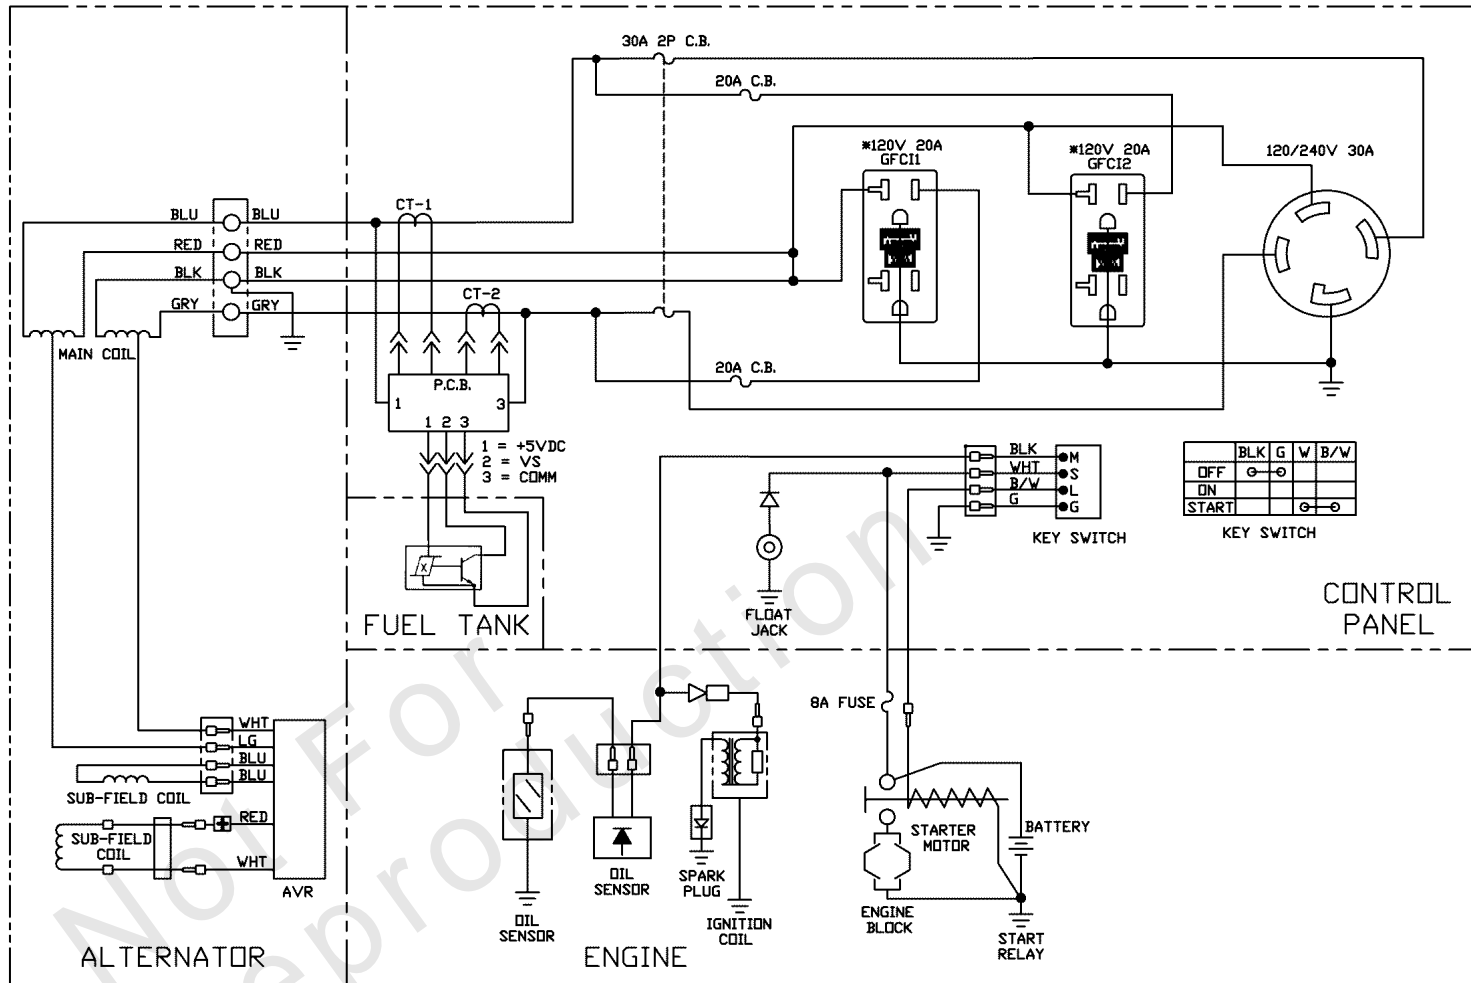 30A 2P C.B.
20A C.B.
*120V 20A
GFCI1
*120V 20A
GFCI2
120/240V 30A
BLU
BLU
RED
RED
BLK
BLK
GRY
GRY
CT-1
CT-2
MAIN COIL
P.C.B.
1
3
1 2 3
1 = +5VDC
2 = VS
3 = COMM
20A C.B.
BLK
M
WHT
S
B/W
L
G
G
KEY SWITCH
BLK G W B/W
OFF
ON
START
KEY SWITCH
X
FUEL TANK
FLOAT
JACK
CONTROL
PANEL
8A FUSE
WHT
LG
BLU
BLU
SUB-FIELD COIL
RED
SUB-FIELD
COIL
WHT
AVR
ALTERNATOR
OIL
SENSOR
OIL
SENSOR
SPARK
PLUG
IGNITION
COIL
ENGINE
STARTER
MOTOR
BATTERY
ENGINE
BLOCK
START
RELAY
Not For
Reproduction